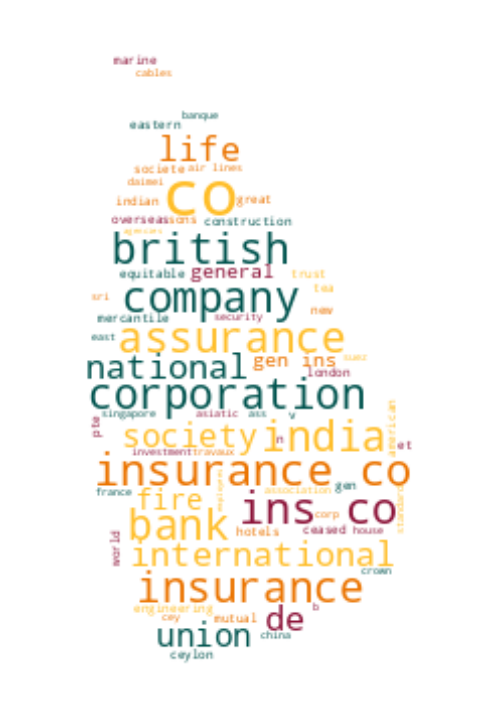 marine
cables
banque
eastern
life
societe air lines
daimei
co
indian great
overseas sons construction
agencies
british
equitable general trust
company tea
sri
mercantile security new
assurance
east
national gen ins suez
london
corporation
singapore asiatic ass v
pte
american
society india
n et
investment travaux
insurance co
france association gen
fire
employers
standard
ins co
bank corp
hotels ceased house
world
international
crown
insurance
engineering b
cey mutual de
union china
ceylon